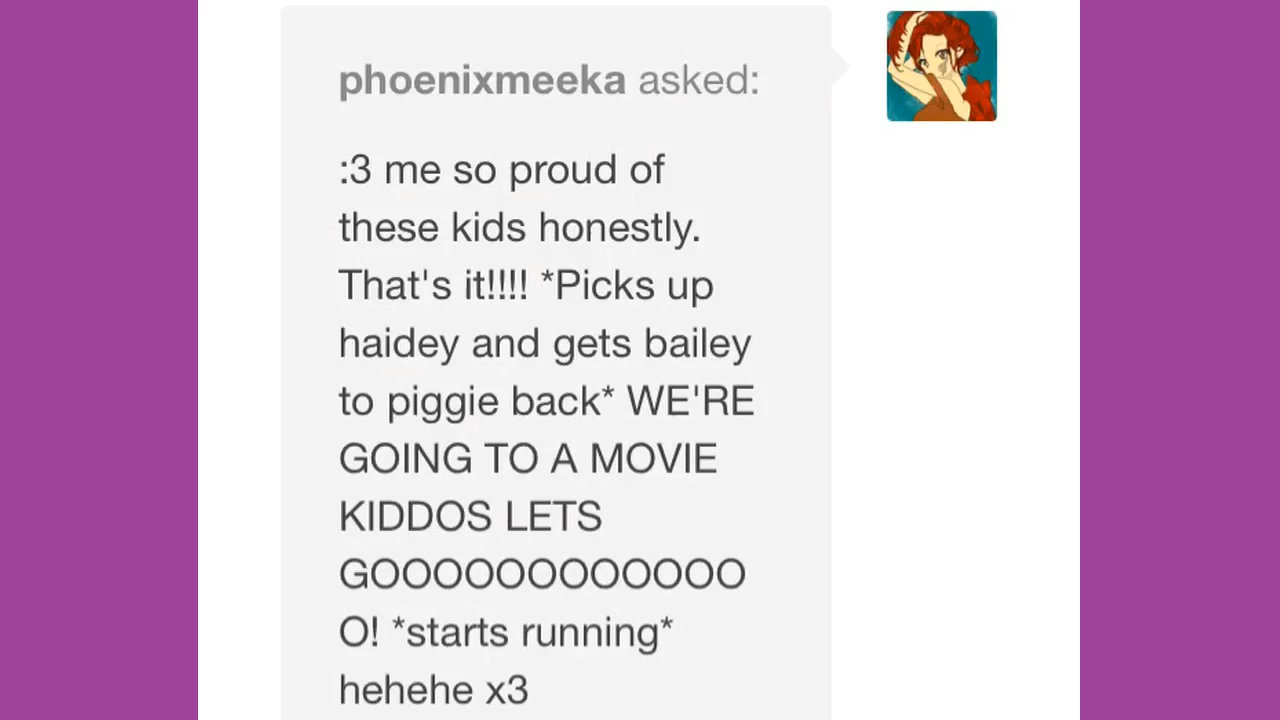 phoenixmeeka asked:
:3 me so proud of
these kids honestly.
That's it!!!! *Picks up
haidey and gets bailey
to piggie back* WE'RE
GOING TO A MOVIE
KIDDOS LETS
GOOOOOOOOOOOO
O! *starts running*
hehehe x3